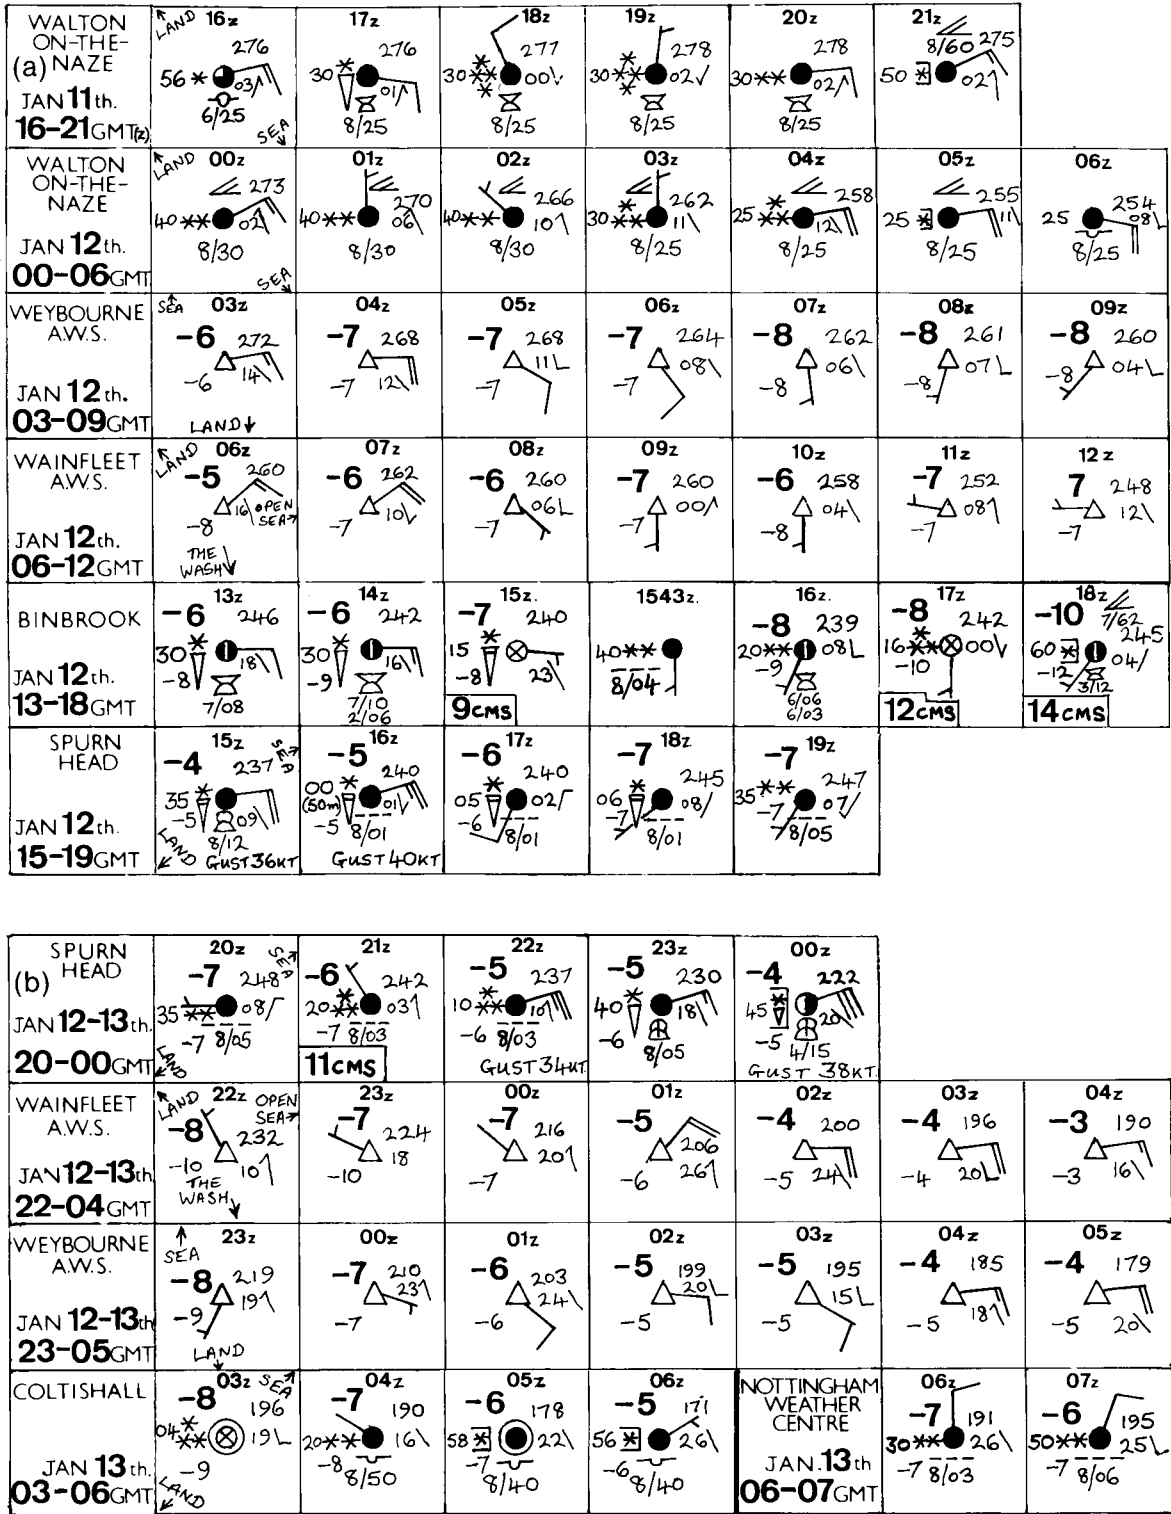 WALTON
ON-THE-
(a) NAZE
JAN 11th.
16-21GMT(z)
16z 17z 18z 19z 20z 21z
LAND
276 276 277 278 278 8/60 275
56 30 30 30 30 50
03 01 00 02 02 02
6/25 8/25 8/25 8/25 8/25
SEA
WALTON
ON-THE-
NAZE
JAN 12th.
00-06GMT
00z 01z 02z 03z 04z 05z 06z
LAND
273 270 266 262 258 255 254
40 40 40 30 25 25 25
02 06 10 11 12 11 08
8/30 8/30 8/30 8/25 8/25 8/25 8/25
SEA
WEYBOURNE
A.W.S.
JAN 12th.
03-09GMT
SEA 03z 04z 05z 06z 07z 08z 09z
-6 272 -7 268 -7 268 -7 264 -8 262 -8 261 -8 260
14 12 11 08 06 07 04
-6 -7 -7 -7 -8 -8 -8
LAND
WAINFLEET
A.W.S.
JAN 12th.
06-12GMT
LAND 06z 07z 08z 09z 10z 11z 12z
-5 260 -6 262 -6 260 -7 260 -6 258 -7 252 7 248
16 OPEN SEA 10 06 00 04 08 12
-8 -7 -7 -7 -8 -7 -7
THE
WASH
BINBROOK
JAN 12th.
13-18GMT
13z 14z 15z. 1543z. 16z. 17z 18z
-6 246 -6 242 -7 240 -8 239 -8 242 -10 7/62 245
30 18 30 16 15 23 40 20 08 16 00 60 04
-8 -9 -8 8/04 -9 -10 -12
7/08 7/10 2/06 6/06 6/03 3/12
9CMS 12CMS 14CMS
SPURN
HEAD
JAN 12th.
15-19GMT
15z SEA 16z 17z 18z 19z
-4 237 -5 240 -6 240 -7 245 -7 247
35 00 (50m) 05 06 35
-5 09 -5 01 -6 02 -7 08 -7 07
8/12 8/01 8/01 8/01 8/05
LAND GUST 36KT GUST 40KT
SPURN
(b) HEAD
JAN 12-13th.
20-00GMT
20z SEA 21z 22z 23z 00z
-7 248 -6 242 -5 237 -5 230 -4 222
35 08 20 03 10 10 40 18 45 20
-7 8/05 -7 8/03 -6 8/03 -6 8/05 -5 4/15
LAND 11CMS GUST 34KT GUST 38KT
WAINFLEET
A.W.S.
JAN 12-13th
22-04GMT
LAND 22z OPEN SEA 23z 00z 01z 02z 03z 04z
-8 232 -7 224 -7 216 -5 206 -4 200 -4 196 -3 190
-10 10 -10 18 -7 20 -6 26 -5 24 -4 20 -3 16
THE
WASH
WEYBOURNE
A.W.S.
JAN 12-13th
23-05GMT
SEA 23z 00z 01z 02z 03z 04z 05z
-8 219 -7 210 -6 203 -5 199 -5 195 -4 185 -4 179
-9 19 -7 23 -6 24 -5 20 -5 15 -5 18 -5 20
LAND
COLTISHALL
JAN 13th.
03-06GMT
03z SEA 04z 05z 06z
-8 196 -7 190 -6 178 -5 171
04 19 20 16 58 22 56 26
-9 -8 8/50 -7 8/40 -6 8/40
LAND
NOTTINGHAM
WEATHER
CENTRE
JAN. 13th
06-07GMT
06z 07z
-7 191 -6 195
30 26 50 25
-7 8/03 -7 8/06